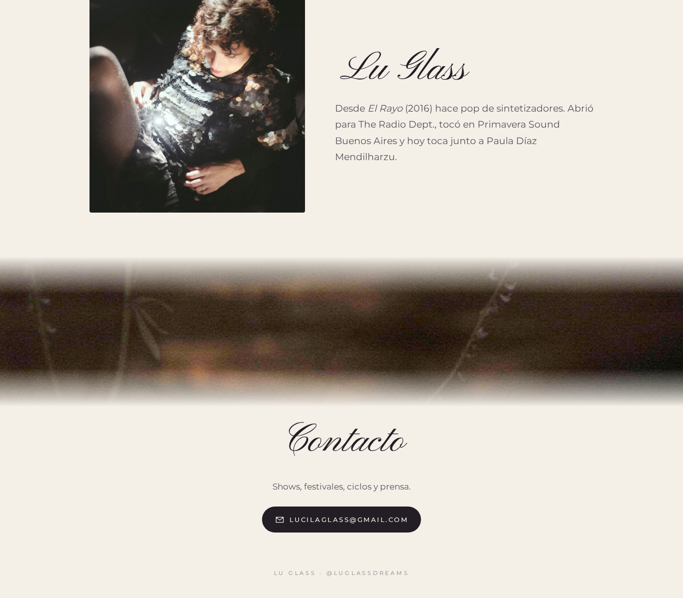 Lu Glass
Desde El Rayo (2016) hace pop de sintetizadores. Abrió
para The Radio Dept., tocó en Primavera Sound
Buenos Aires y hoy toca junto a Paula Díaz
Mendilharzu.
Contacto
Shows, festivales, ciclos y prensa.
LUCILAGLASS@GMAIL.COM
LU GLASS · @LUGLASSDREAMS